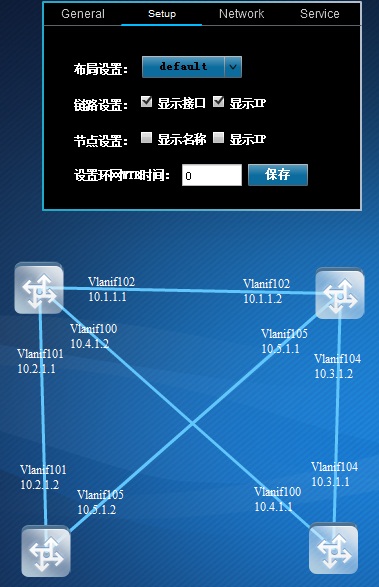 General Setup Network Service
布局设置： default
链路设置： 显示接口 显示IP
节点设置： 显示名称 显示IP
设置环网WTR时间： 0 保存
Vlanif102 Vlanif102
10.1.1.1 10.1.1.2
Vlanif100 Vlanif105
10.4.1.2 10.5.1.1
Vlanif101 Vlanif104
10.2.1.1 10.3.1.2
Vlanif101 Vlanif104
10.2.1.2 10.3.1.1
Vlanif105 Vlanif100
10.5.1.2 10.4.1.1